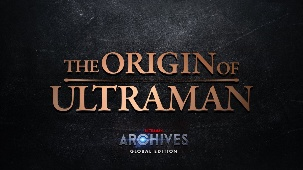 THE ORIGIN OF
ULTRAMAN
ARCHIVES
GLOBAL EDITION